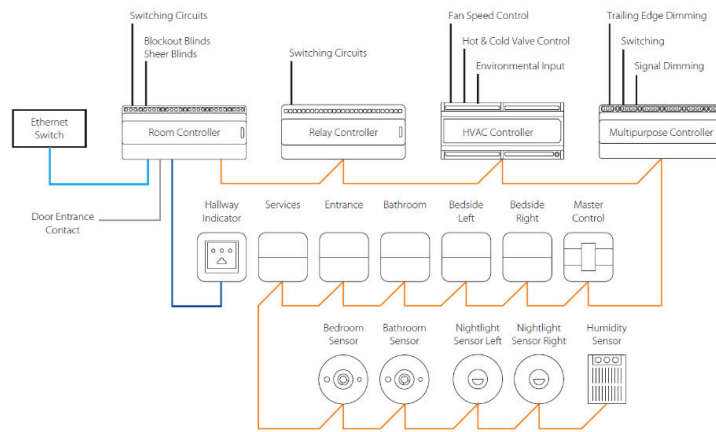 Switching Circuits
Blockout Blinds
Sheer Blinds
Switching Circuits
Fan Speed Control
Hot & Cold Valve Control
Environmental Input
Trailing Edge Dimming
Switching
Signal Dimming
Ethernet
Switch
Room Controller
Relay Controller
HVAC Controller
Multipurpose Controller
Door Entrance
Contact
Hallway
Indicator
Services
Entrance
Bathroom
Bedside
Left
Bedside
Right
Master
Control
Bedroom
Sensor
Bathroom
Sensor
Nightlight
Sensor Left
Nightlight
Sensor Right
Humidity
Sensor